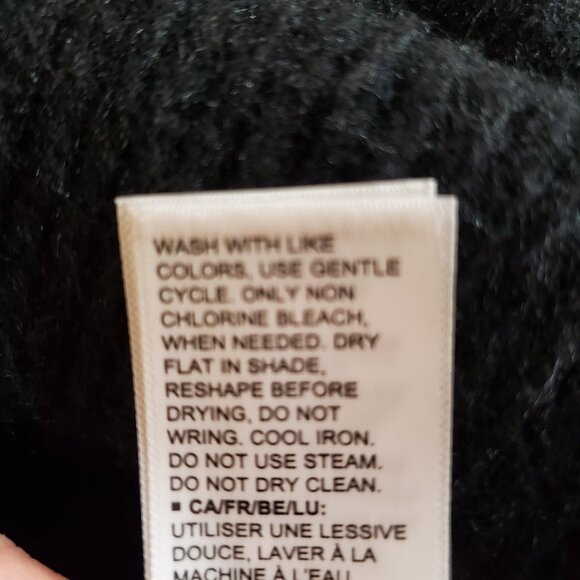 WASH WITH LIKE
COLORS, USE GENTLE
CYCLE. ONLY NON
CHLORINE BLEACH,
WHEN NEEDED. DRY
FLAT IN SHADE,
RESHAPE BEFORE
DRYING, DO NOT
WRING. COOL IRON.
DO NOT USE STEAM.
DO NOT DRY CLEAN.
▪ CA/FR/BE/LU:
UTILISER UNE LESSIVE
DOUCE, LAVER À LA
MACHINE À L'EAU